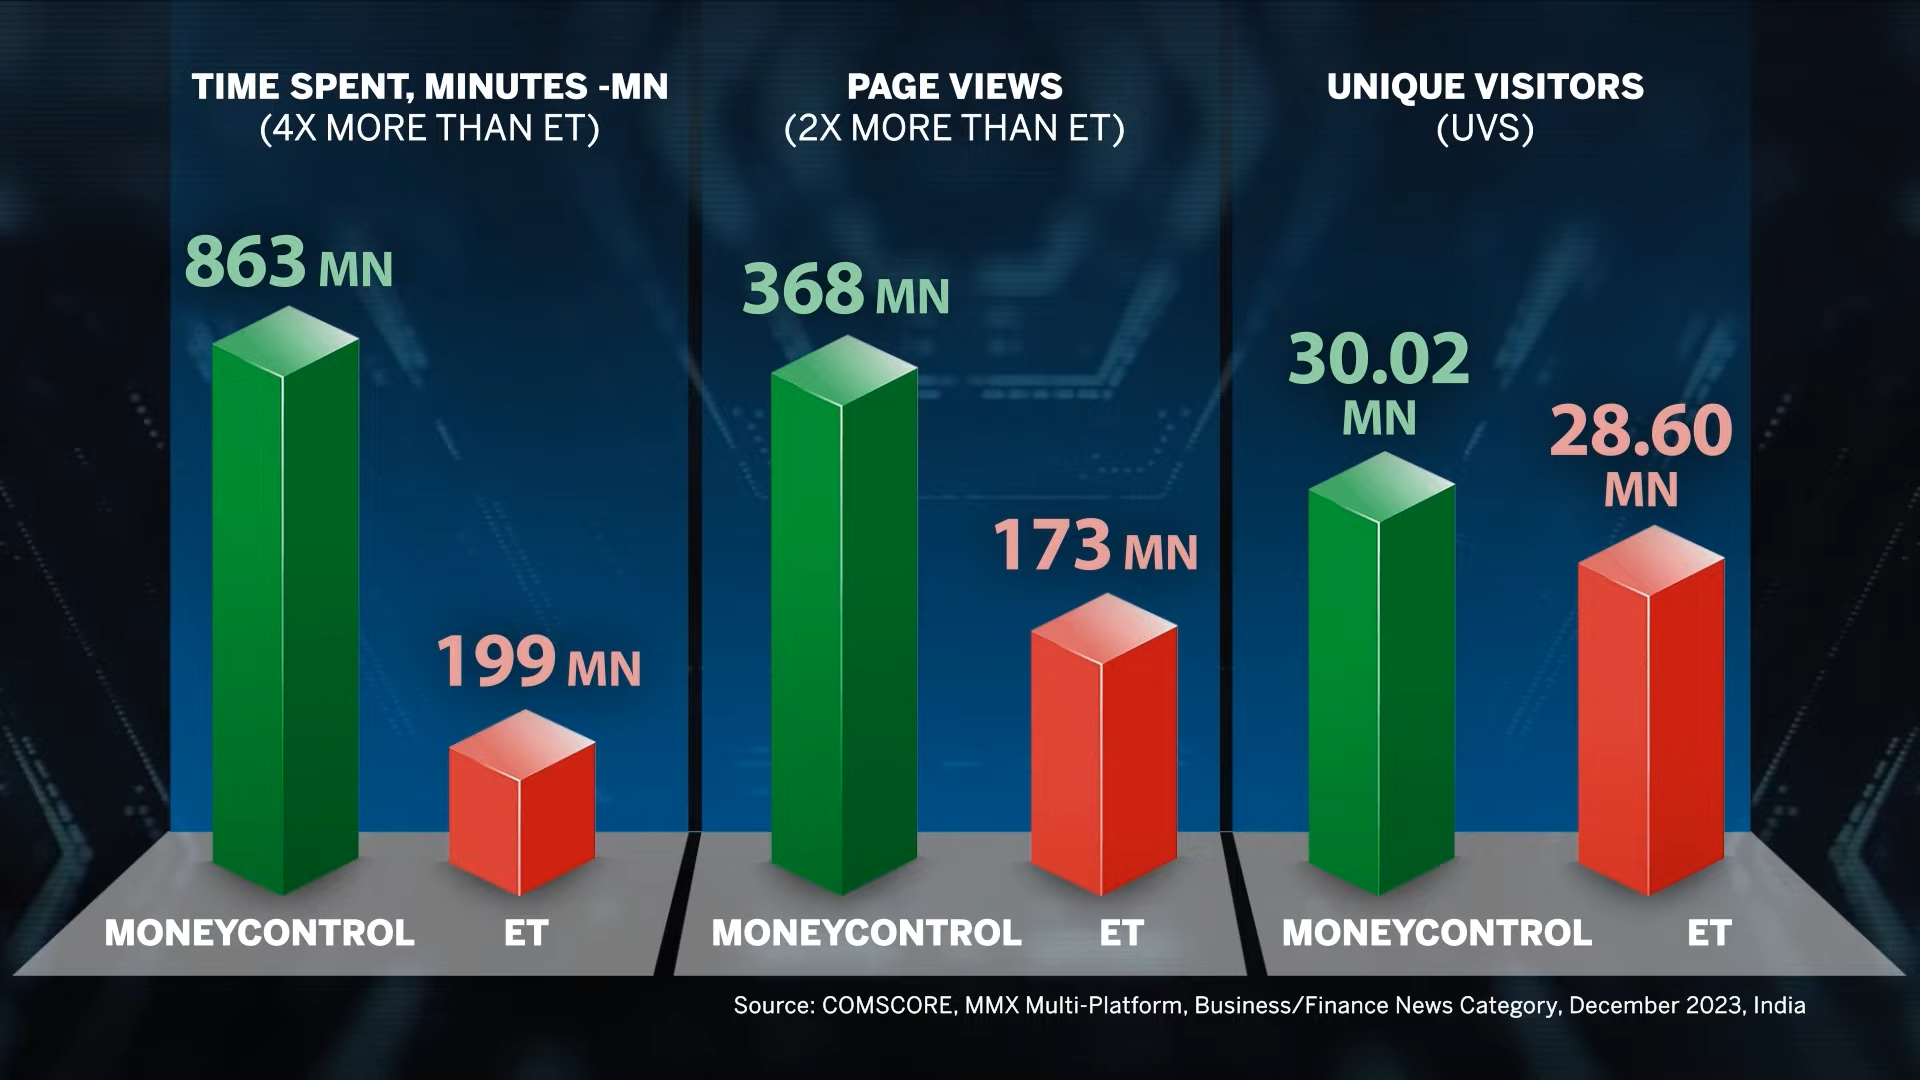 TIME SPENT, MINUTES -MN
(4X MORE THAN ET)
863 MN
199 MN
MONEYCONTROL
ET
PAGE VIEWS
(2X MORE THAN ET)
368 MN
173 MN
MONEYCONTROL
ET
UNIQUE VISITORS
(UVS)
30.02
MN
28.60
MN
MONEYCONTROL
ET
Source: COMSCORE, MMX Multi-Platform, Business/Finance News Category, December 2023, India